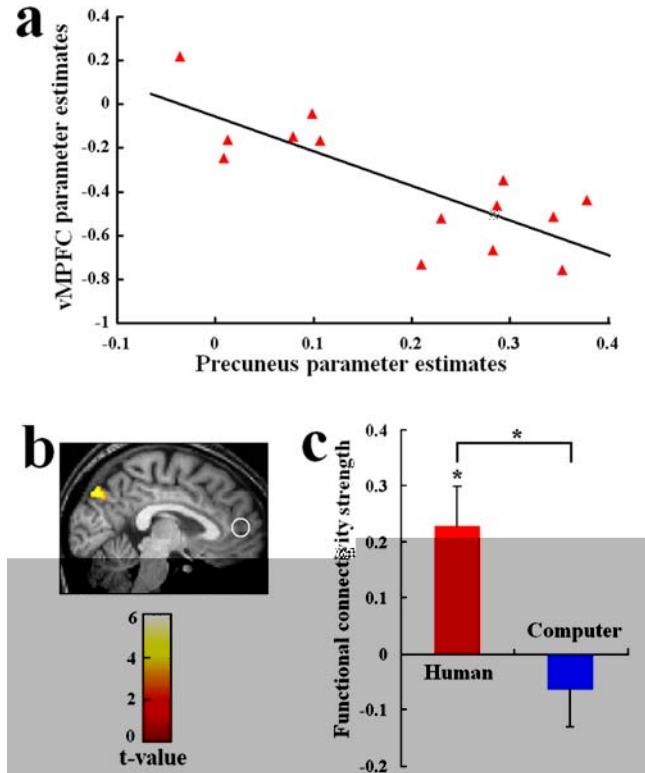 a
vMPFC parameter estimates
0.4
0.2
0
-0.2
-0.4
-0.6
-0.8
-1
-0.1 0 0.1 0.2 0.3 0.4
Precuneus parameter estimates
b
6
4
2
0
t-value
c
Functional connectivity strength
0.4
0.3
0.2
0.1
0
-0.1
-0.2
*
*
Human
Computer